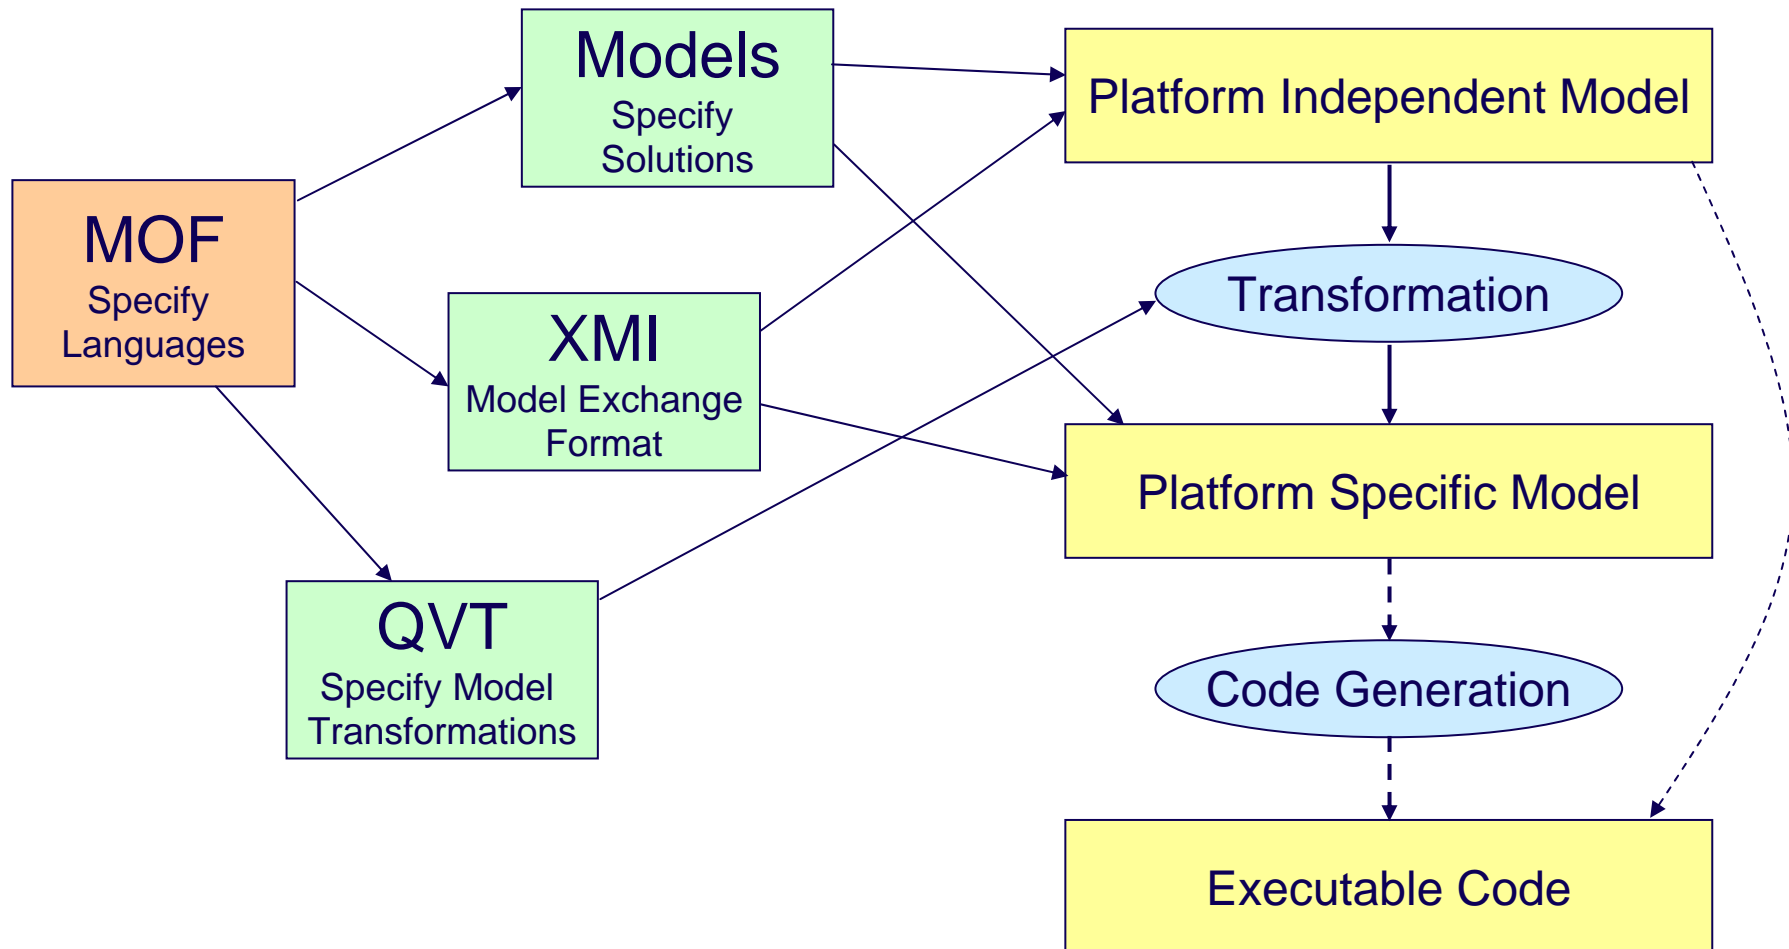 Models
Specify
Solutions
Platform Independent Model
MOF
Specify
Languages
Transformation
XMI
Model Exchange
Format
Platform Specific Model
QVT
Specify Model
Transformations
Code Generation
Executable Code